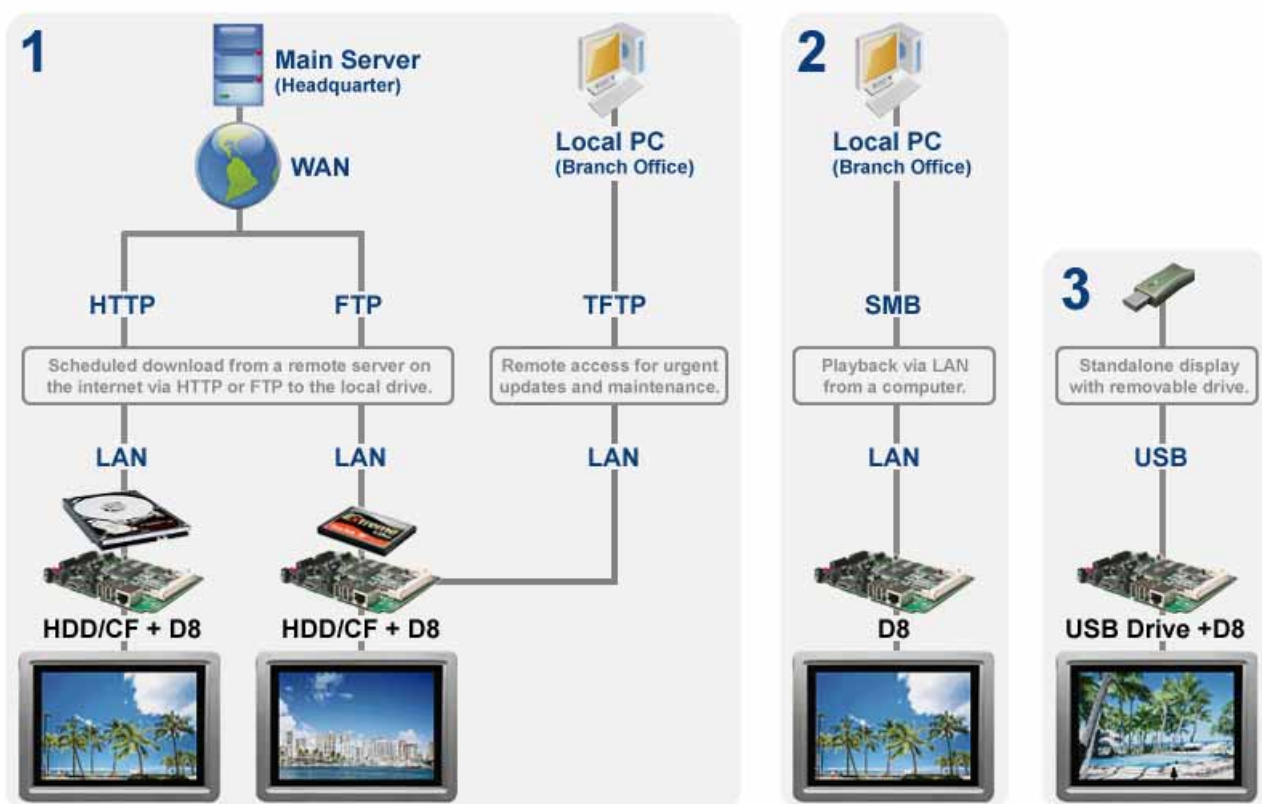 1
Main Server
(Headquarter)
WAN
HTTP
FTP
Scheduled download from a remote server on
the internet via HTTP or FTP to the local drive.
LAN
LAN
HDD/CF + D8
HDD/CF + D8
Local PC
(Branch Office)
TFTP
Remote access for urgent
updates and maintenance.
LAN
2
Local PC
(Branch Office)
SMB
Playback via LAN
from a computer.
LAN
D8
3
Standalone display
with removable drive.
USB
USB Drive +D8
Extreme